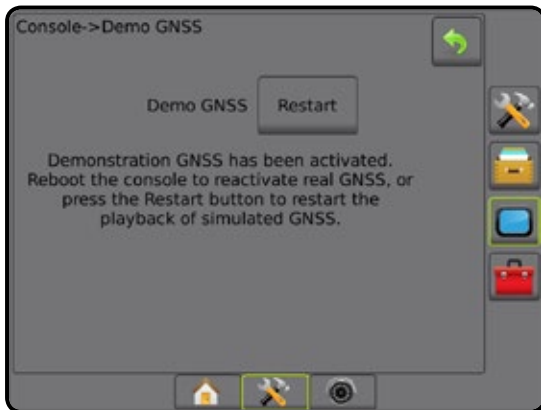 Console->Demo GNSS
Demo GNSS Restart
Demonstration GNSS has been activated.
Reboot the console to reactivate real GNSS, or
press the Restart button to restart the
playback of simulated GNSS.